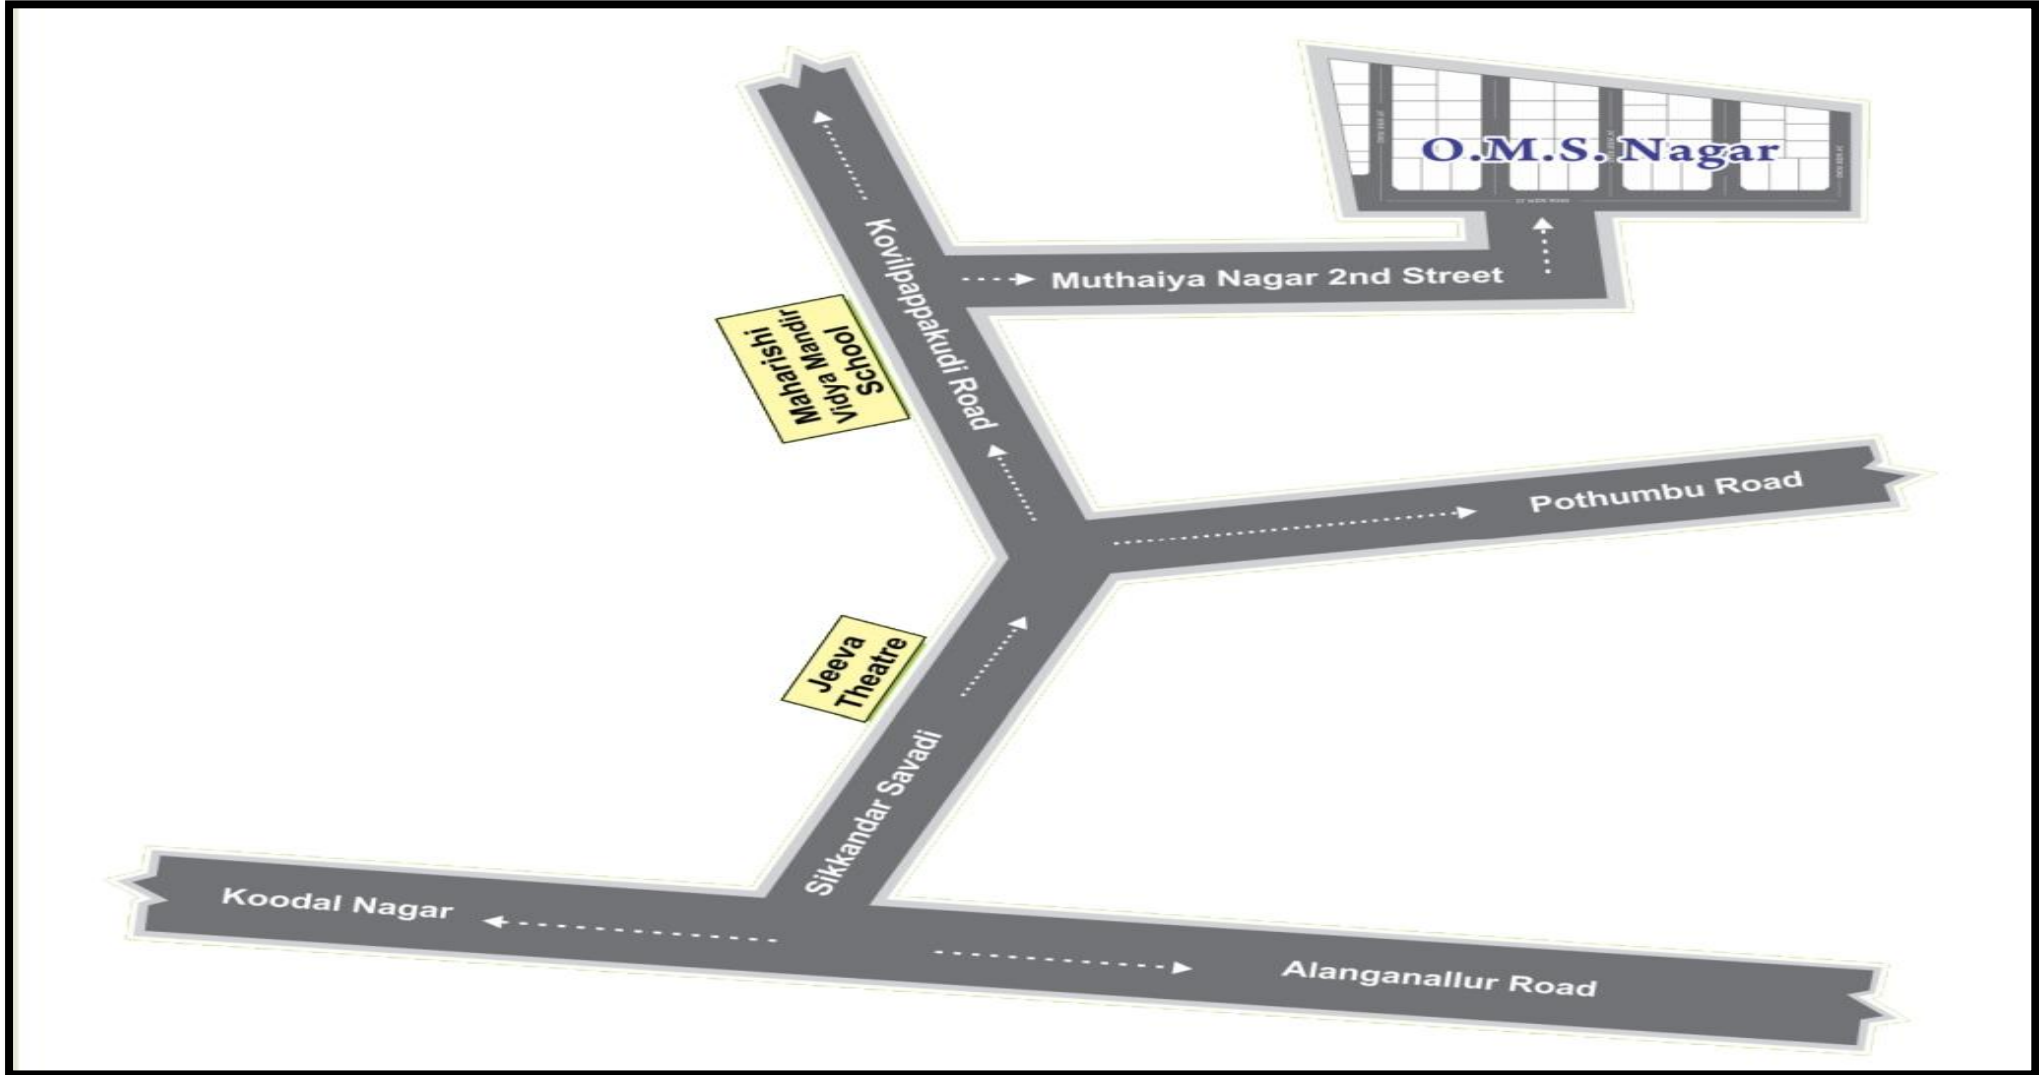 O.M.S. Nagar
Kovilpappakudi Road
Muthaiya Nagar 2nd Street
Maharishi
Vidya Mandir
School
Pothumbu Road
Jeeva
Theatre
Sikkandar Savadi
Koodal Nagar
Alanganallur Road